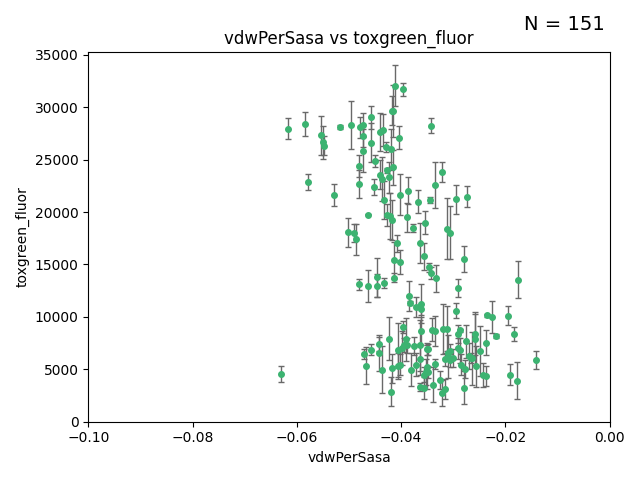 N = 151
vdwPerSasa vs toxgreen_fluor
35000
30000
25000
20000
15000
10000
5000
0
toxgreen_fluor
−0.10 −0.08 −0.06 −0.04 −0.02 0.00
vdwPerSasa